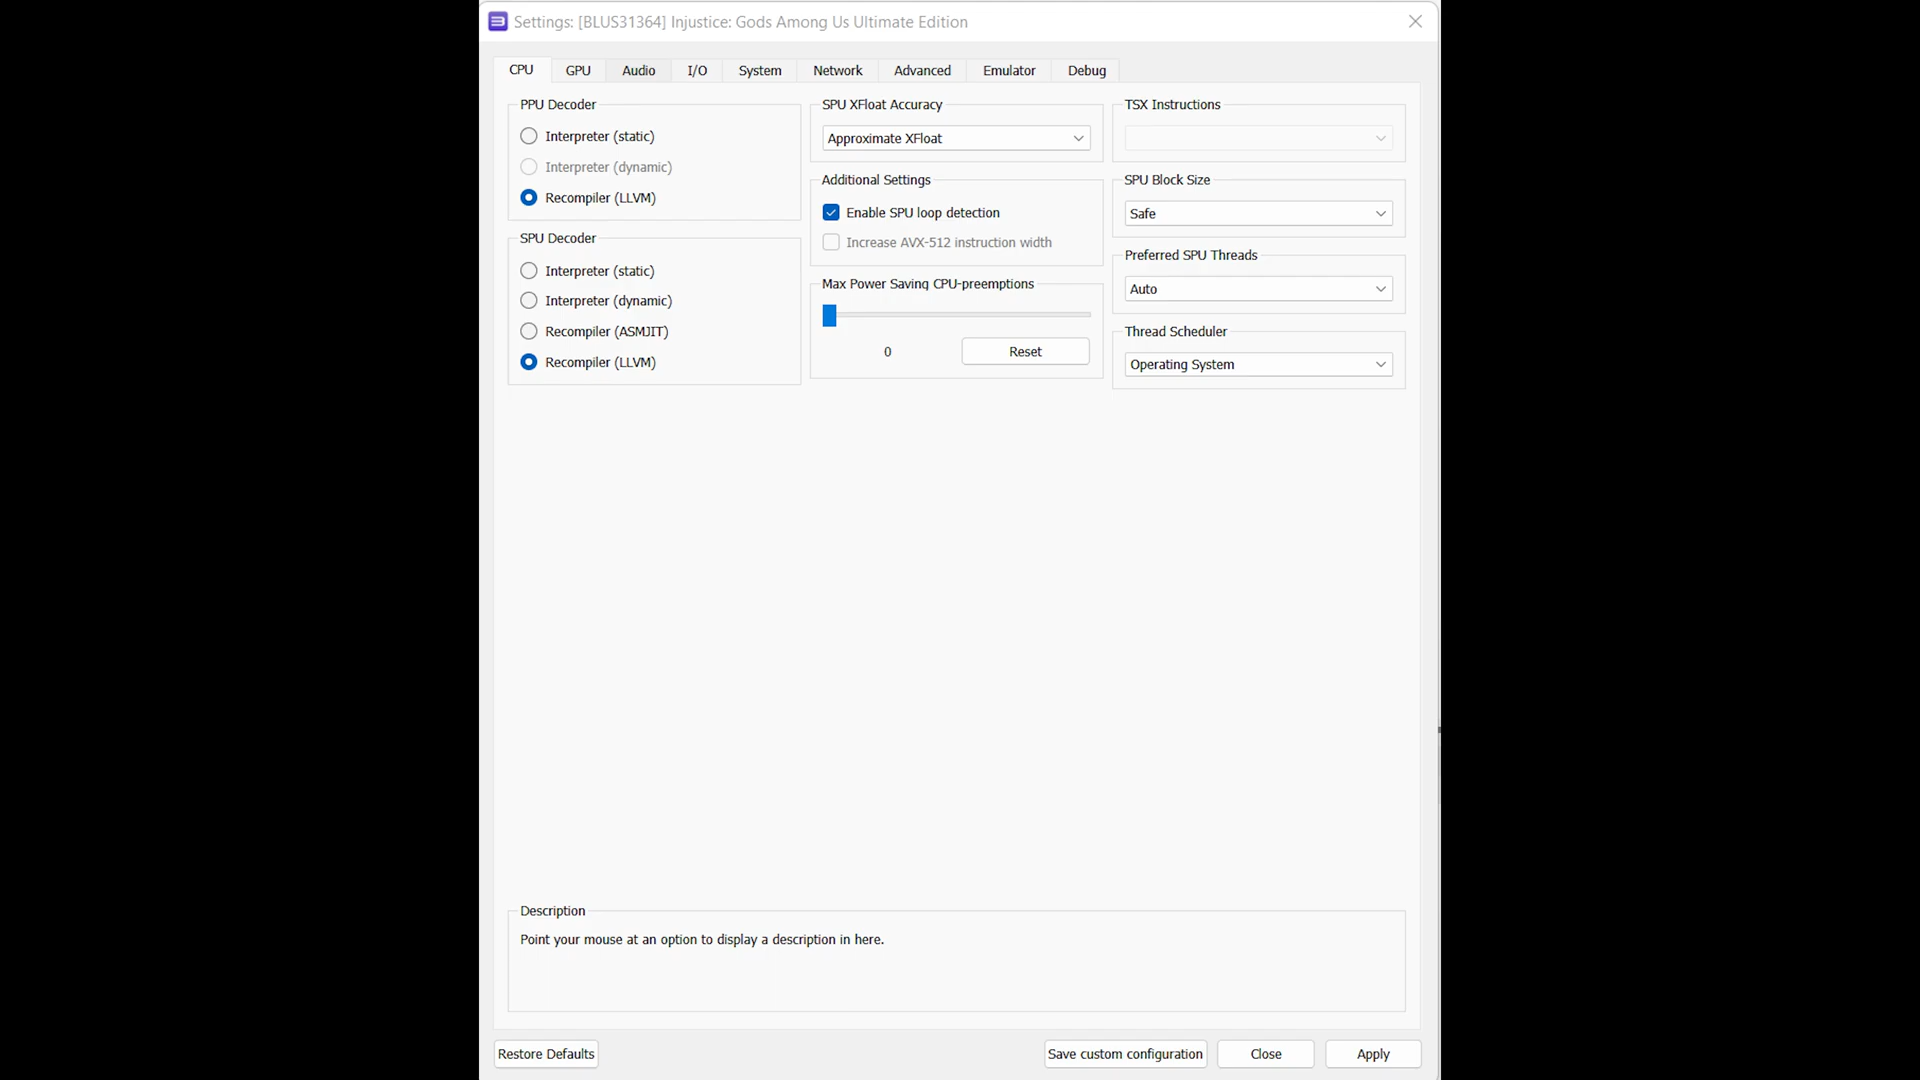 Settings: [BLUS31364] Injustice: Gods Among Us Ultimate Edition
CPU
GPU
Audio
I/O
System
Network
Advanced
Emulator
Debug
PPU Decoder
Interpreter (static)
Interpreter (dynamic)
Recompiler (LLVM)
SPU Decoder
Interpreter (static)
Interpreter (dynamic)
Recompiler (ASMJIT)
Recompiler (LLVM)
SPU XFloat Accuracy
Approximate XFloat
Additional Settings
Enable SPU loop detection
Increase AVX-512 instruction width
Max Power Saving CPU-preemptions
0
Reset
TSX Instructions
SPU Block Size
Safe
Preferred SPU Threads
Auto
Thread Scheduler
Operating System
Description
Point your mouse at an option to display a description in here.
Restore Defaults
Save custom configuration
Close
Apply